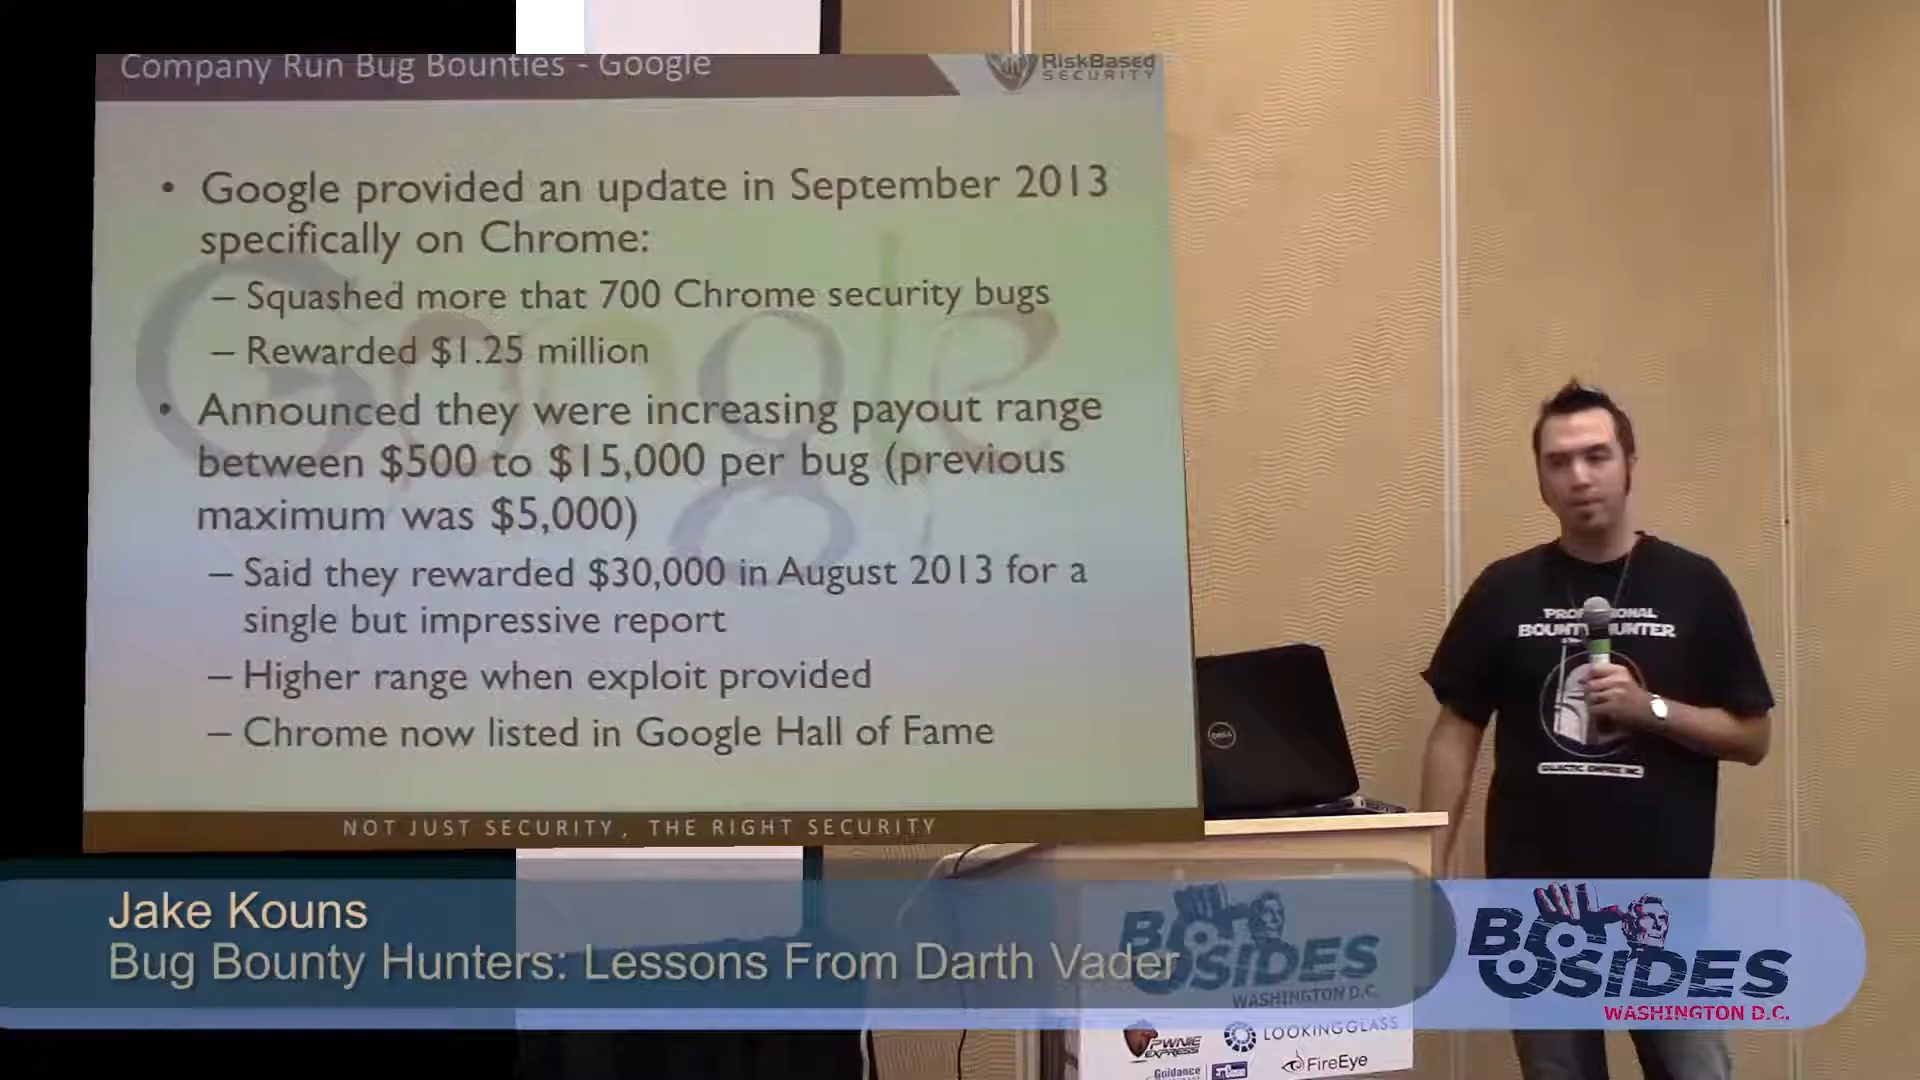 Company Run Bug Bounties - Google
RiskBased
SECURITY
• Google provided an update in September 2013
specifically on Chrome:
– Squashed more that 700 Chrome security bugs
– Rewarded $1.25 million
• Announced they were increasing payout range
between $500 to $15,000 per bug (previous
maximum was $5,000)
– Said they rewarded $30,000 in August 2013 for a
single but impressive report
– Higher range when exploit provided
– Chrome now listed in Google Hall of Fame
NOT JUST SECURITY, THE RIGHT SECURITY
Google
DELL
BOUNTY HUNTER
Jake Kouns
Bug Bounty Hunters: Lessons From Darth Vader
BSIDES
WASHINGTON D.C.
BSIDES
WASHINGTON D.C.
PWNIE
EXPRESS
LOOKINGGLASS
Guidance
FireEye